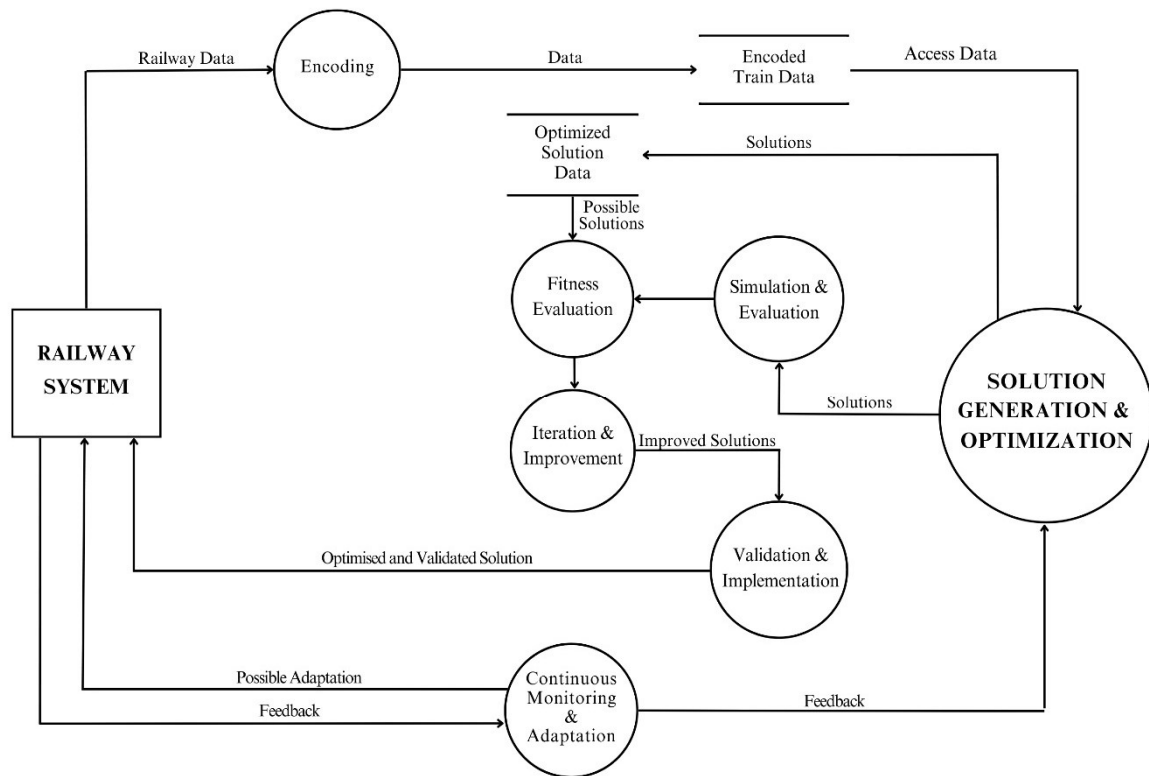 Railway Data
Encoding
Data
Encoded
Train Data
Access Data
Optimized
Solution
Data
Solutions
Possible
Solutions
Fitness
Evaluation
Simulation &
Evaluation
RAILWAY
SYSTEM
SOLUTION
GENERATION &
OPTIMIZATION
Solutions
Iteration &
Improvement
Improved Solutions
Validation &
Implementation
Optimised and Validated Solution
Possible Adaptation
Feedback
Continuous
Monitoring
&
Adaptation
Feedback